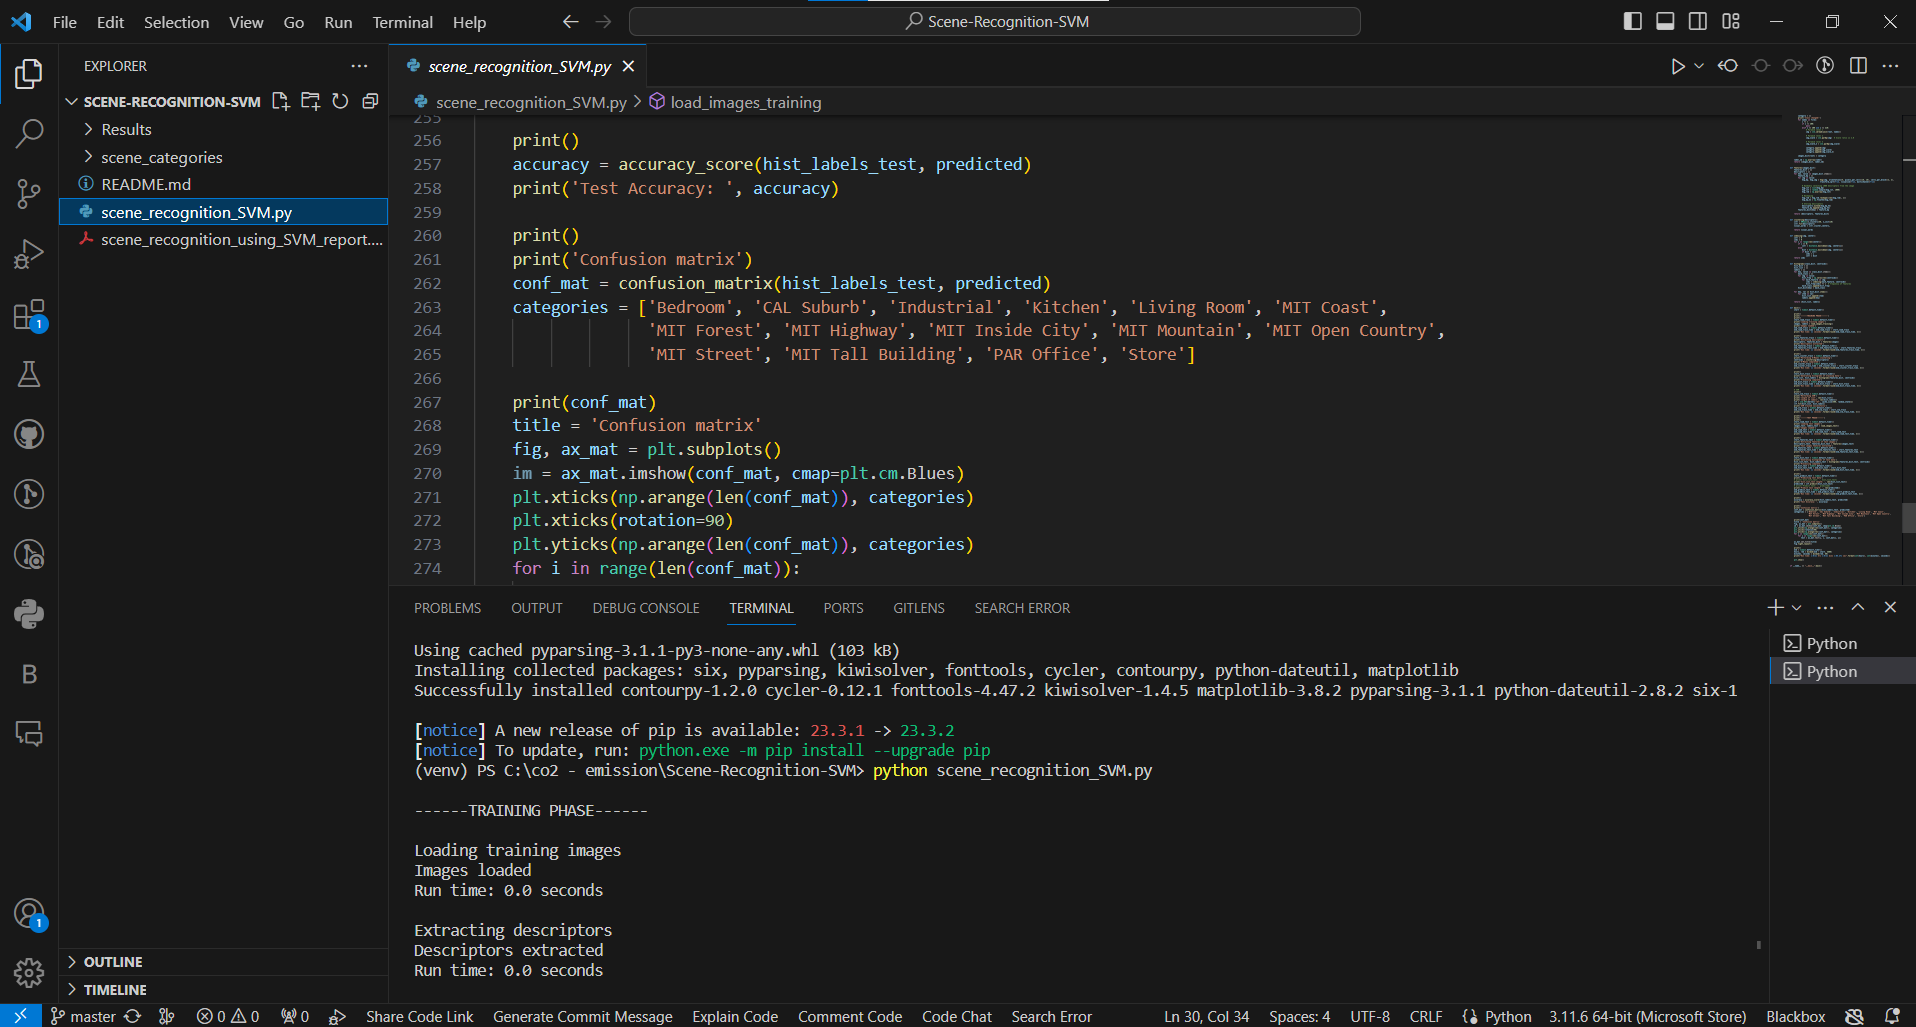 File Edit Selection View Go Run Terminal Help
Scene-Recognition-SVM
EXPLORER
SCENE-RECOGNITION-SVM
Results
scene_categories
README.md
scene_recognition_SVM.py
scene_recognition_using_SVM_report....
OUTLINE
TIMELINE
scene_recognition_SVM.py
scene_recognition_SVM.py > load_images_training
255
256 print()
257 accuracy = accuracy_score(hist_labels_test, predicted)
258 print('Test Accuracy: ', accuracy)
259
260 print()
261 print('Confusion matrix')
262 conf_mat = confusion_matrix(hist_labels_test, predicted)
263 categories = ['Bedroom', 'CAL Suburb', 'Industrial', 'Kitchen', 'Living Room', 'MIT Coast',
264 'MIT Forest', 'MIT Highway', 'MIT Inside City', 'MIT Mountain', 'MIT Open Country',
265 'MIT Street', 'MIT Tall Building', 'PAR Office', 'Store']
266
267 print(conf_mat)
268 title = 'Confusion matrix'
269 fig, ax_mat = plt.subplots()
270 im = ax_mat.imshow(conf_mat, cmap=plt.cm.Blues)
271 plt.xticks(np.arange(len(conf_mat)), categories)
272 plt.xticks(rotation=90)
273 plt.yticks(np.arange(len(conf_mat)), categories)
274 for i in range(len(conf_mat)):
PROBLEMS OUTPUT DEBUG CONSOLE TERMINAL PORTS GITLENS SEARCH ERROR
Using cached pyparsing-3.1.1-py3-none-any.whl (103 kB)
Installing collected packages: six, pyparsing, kiwisolver, fonttools, cycler, contourpy, python-dateutil, matplotlib
Successfully installed contourpy-1.2.0 cycler-0.12.1 fonttools-4.47.2 kiwisolver-1.4.5 matplotlib-3.8.2 pyparsing-3.1.1 python-dateutil-2.8.2 six-1
[notice] A new release of pip is available: 23.3.1 -> 23.3.2
[notice] To update, run: python.exe -m pip install --upgrade pip
(venv) PS C:\co2 - emission\Scene-Recognition-SVM> python scene_recognition_SVM.py
------TRAINING PHASE------
Loading training images
Images loaded
Run time: 0.0 seconds
Extracting descriptors
Descriptors extracted
Run time: 0.0 seconds
Python
Python
1
B
1
master 0 0 0 Share Code Link Generate Commit Message Explain Code Comment Code Code Chat Search Error Ln 30, Col 34 Spaces: 4 UTF-8 CRLF Python 3.11.6 64-bit (Microsoft Store) Blackbox